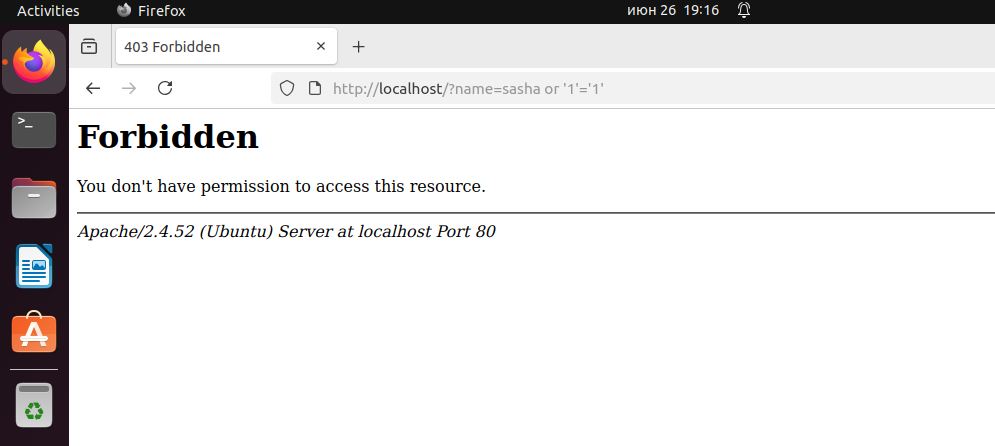 Activities Firefox июн 26 19:16
403 Forbidden
http://localhost/?name=sasha or '1'='1'
>_
Forbidden
You don't have permission to access this resource.
Apache/2.4.52 (Ubuntu) Server at localhost Port 80